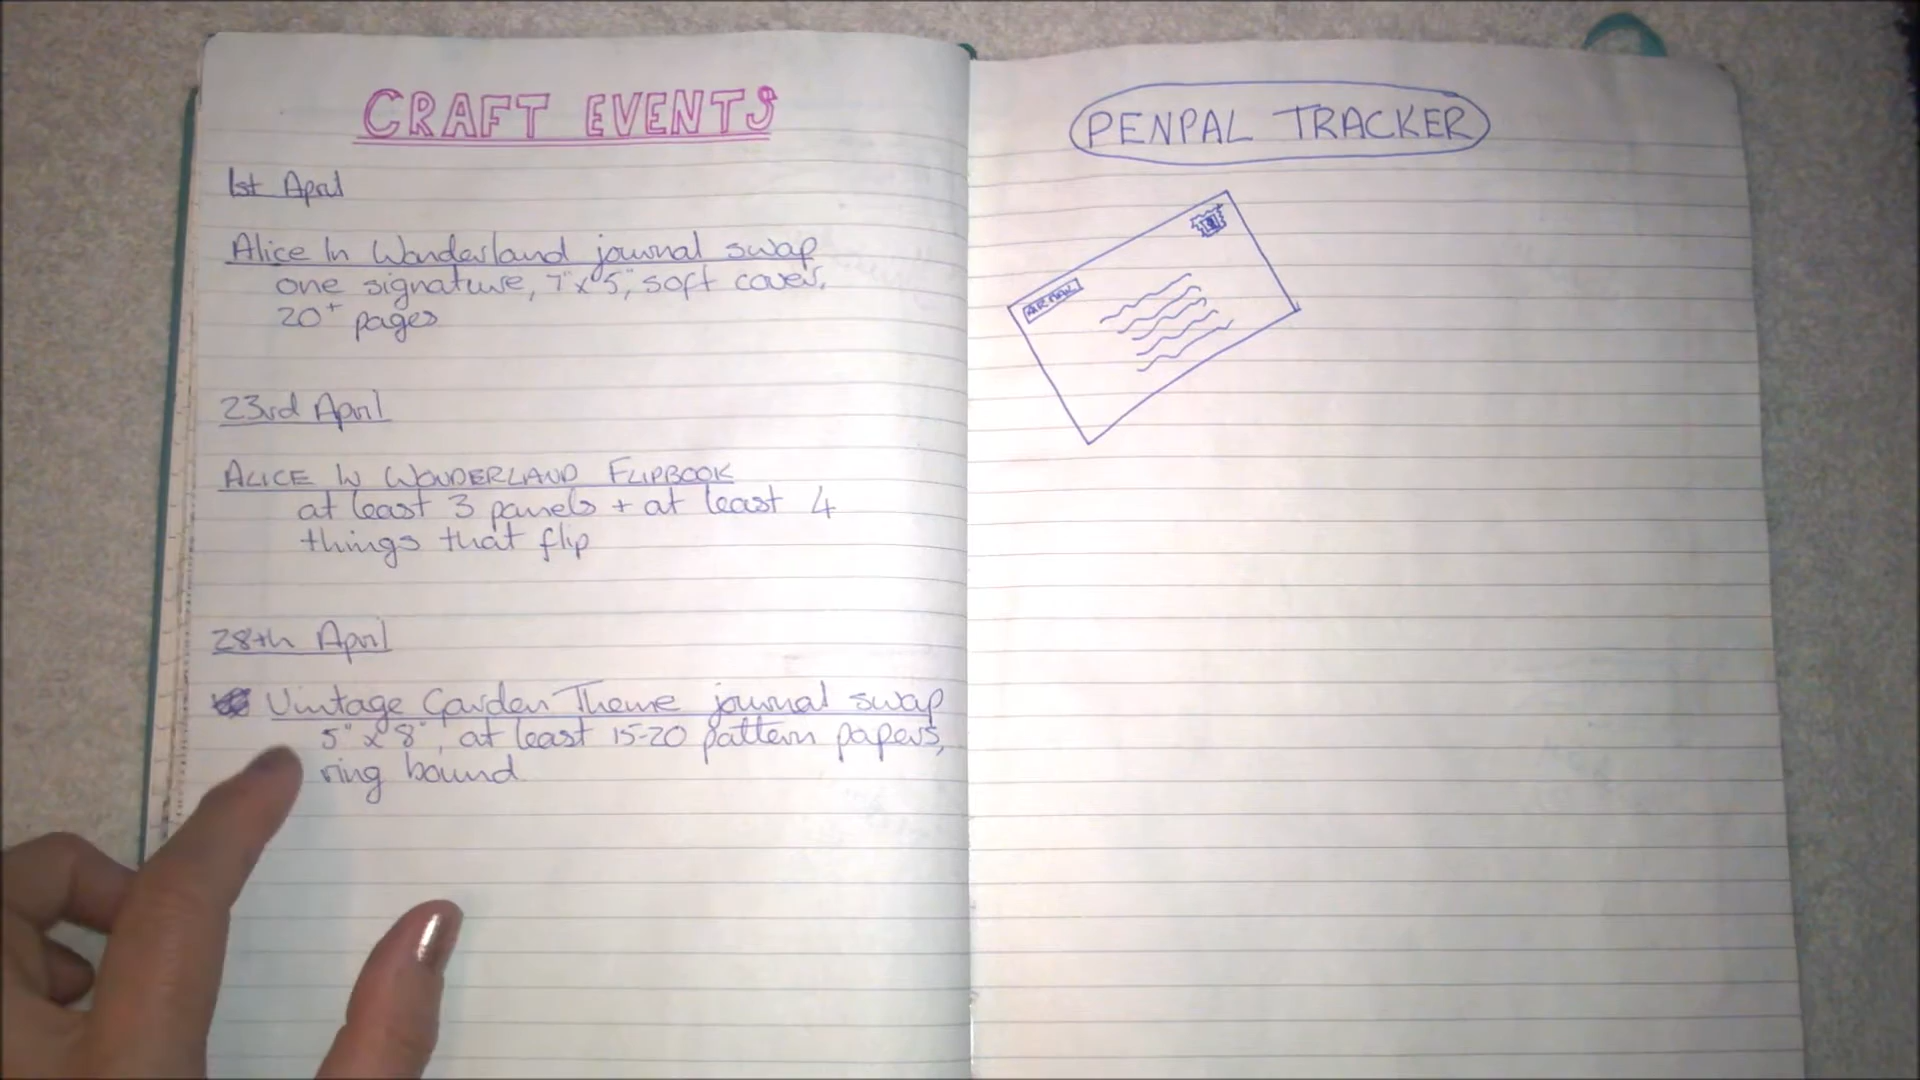 CRAFT EVENTS
1st April
Alice In Wonderland journal swap
one signature, 7"x5", soft cover,
20+ pages
23rd April
ALICE IN WONDERLAND FLIPBOOK
at least 3 panels + at least 4
things that flip
28th April
Vintage Garden Theme journal swap
5" x 8", at least 15-20 pattern papers,
ring bound
PENPAL TRACKER
AIR MAIL